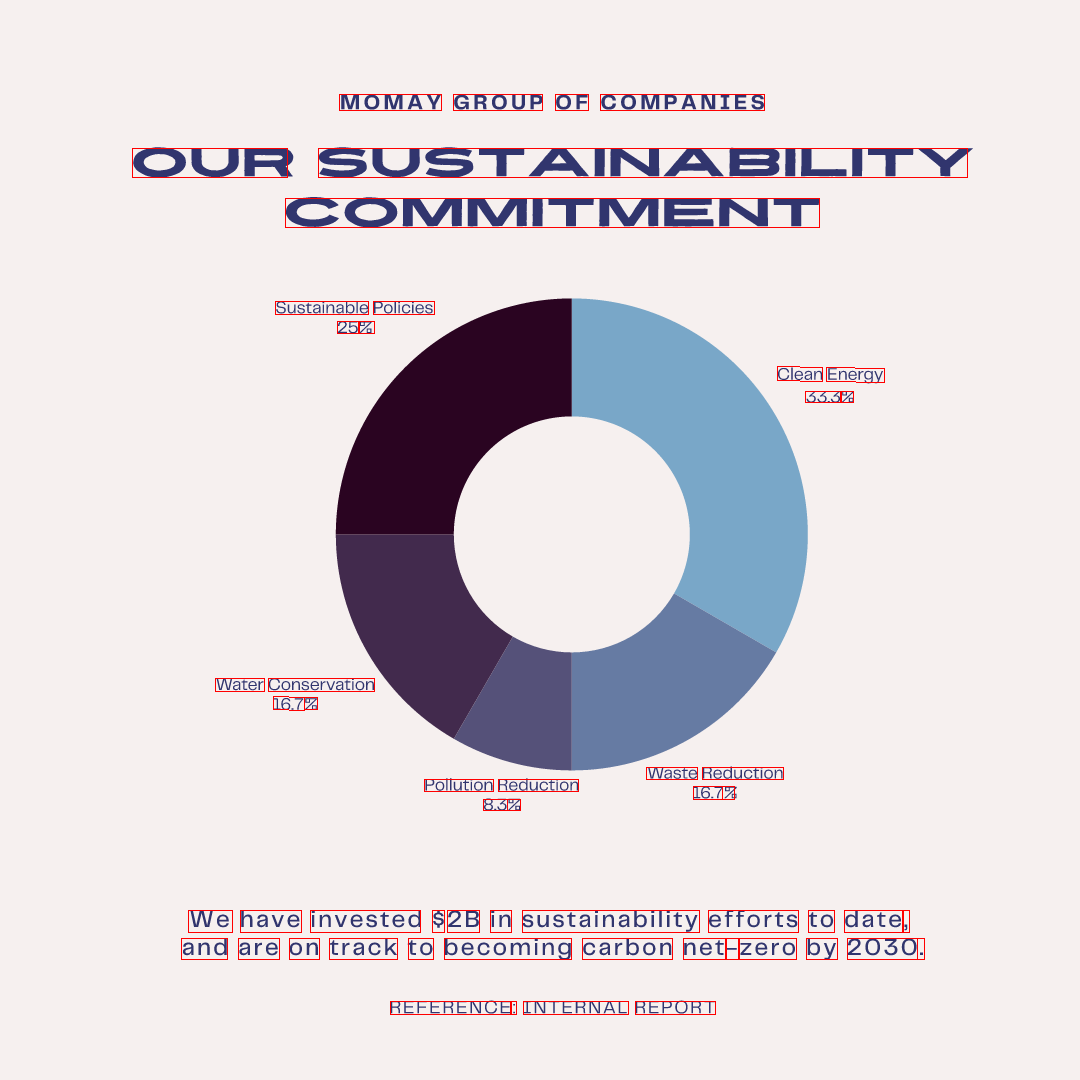 MOMAY GROUP OF COMPANIES
OUR SUSTAINABILITY
COMMITMENT
Sustainable Policies
25%
Clean Energy
33.3%
Water Conservation
16.7%
Pollution Reduction
8.3%
Waste Reduction
16.7%
We have invested $2B in sustainability efforts to date,
and are on track to becoming carbon net-zero by 2030.
REFERENCE: INTERNAL REPORT